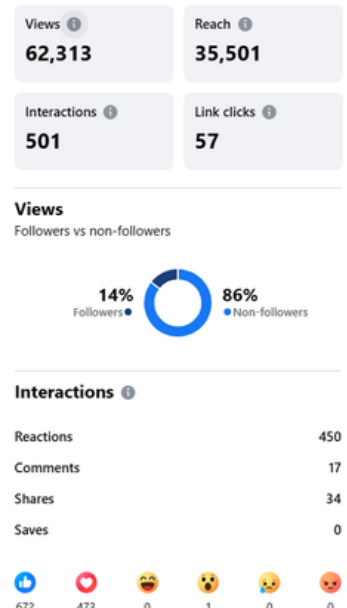 Views
62,313
Reach
35,501
Interactions
501
Link clicks
57
Views
Followers vs non-followers
14%
Followers
86%
Non-followers
Interactions
Reactions 450
Comments 17
Shares 34
Saves 0
672 473 0 1 0 0